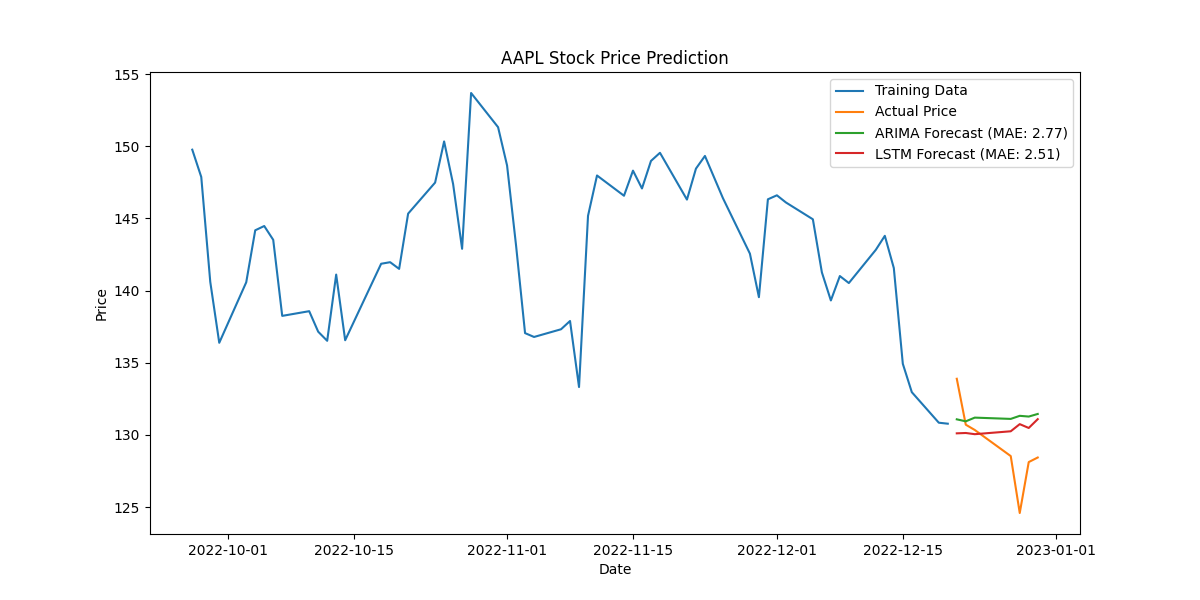 AAPL Stock Price Prediction
155
150
145
140
135
130
125
Price
Training Data
Actual Price
ARIMA Forecast (MAE: 2.77)
LSTM Forecast (MAE: 2.51)
2022-10-01 2022-10-15 2022-11-01 2022-11-15 2022-12-01 2022-12-15 2023-01-01
Date